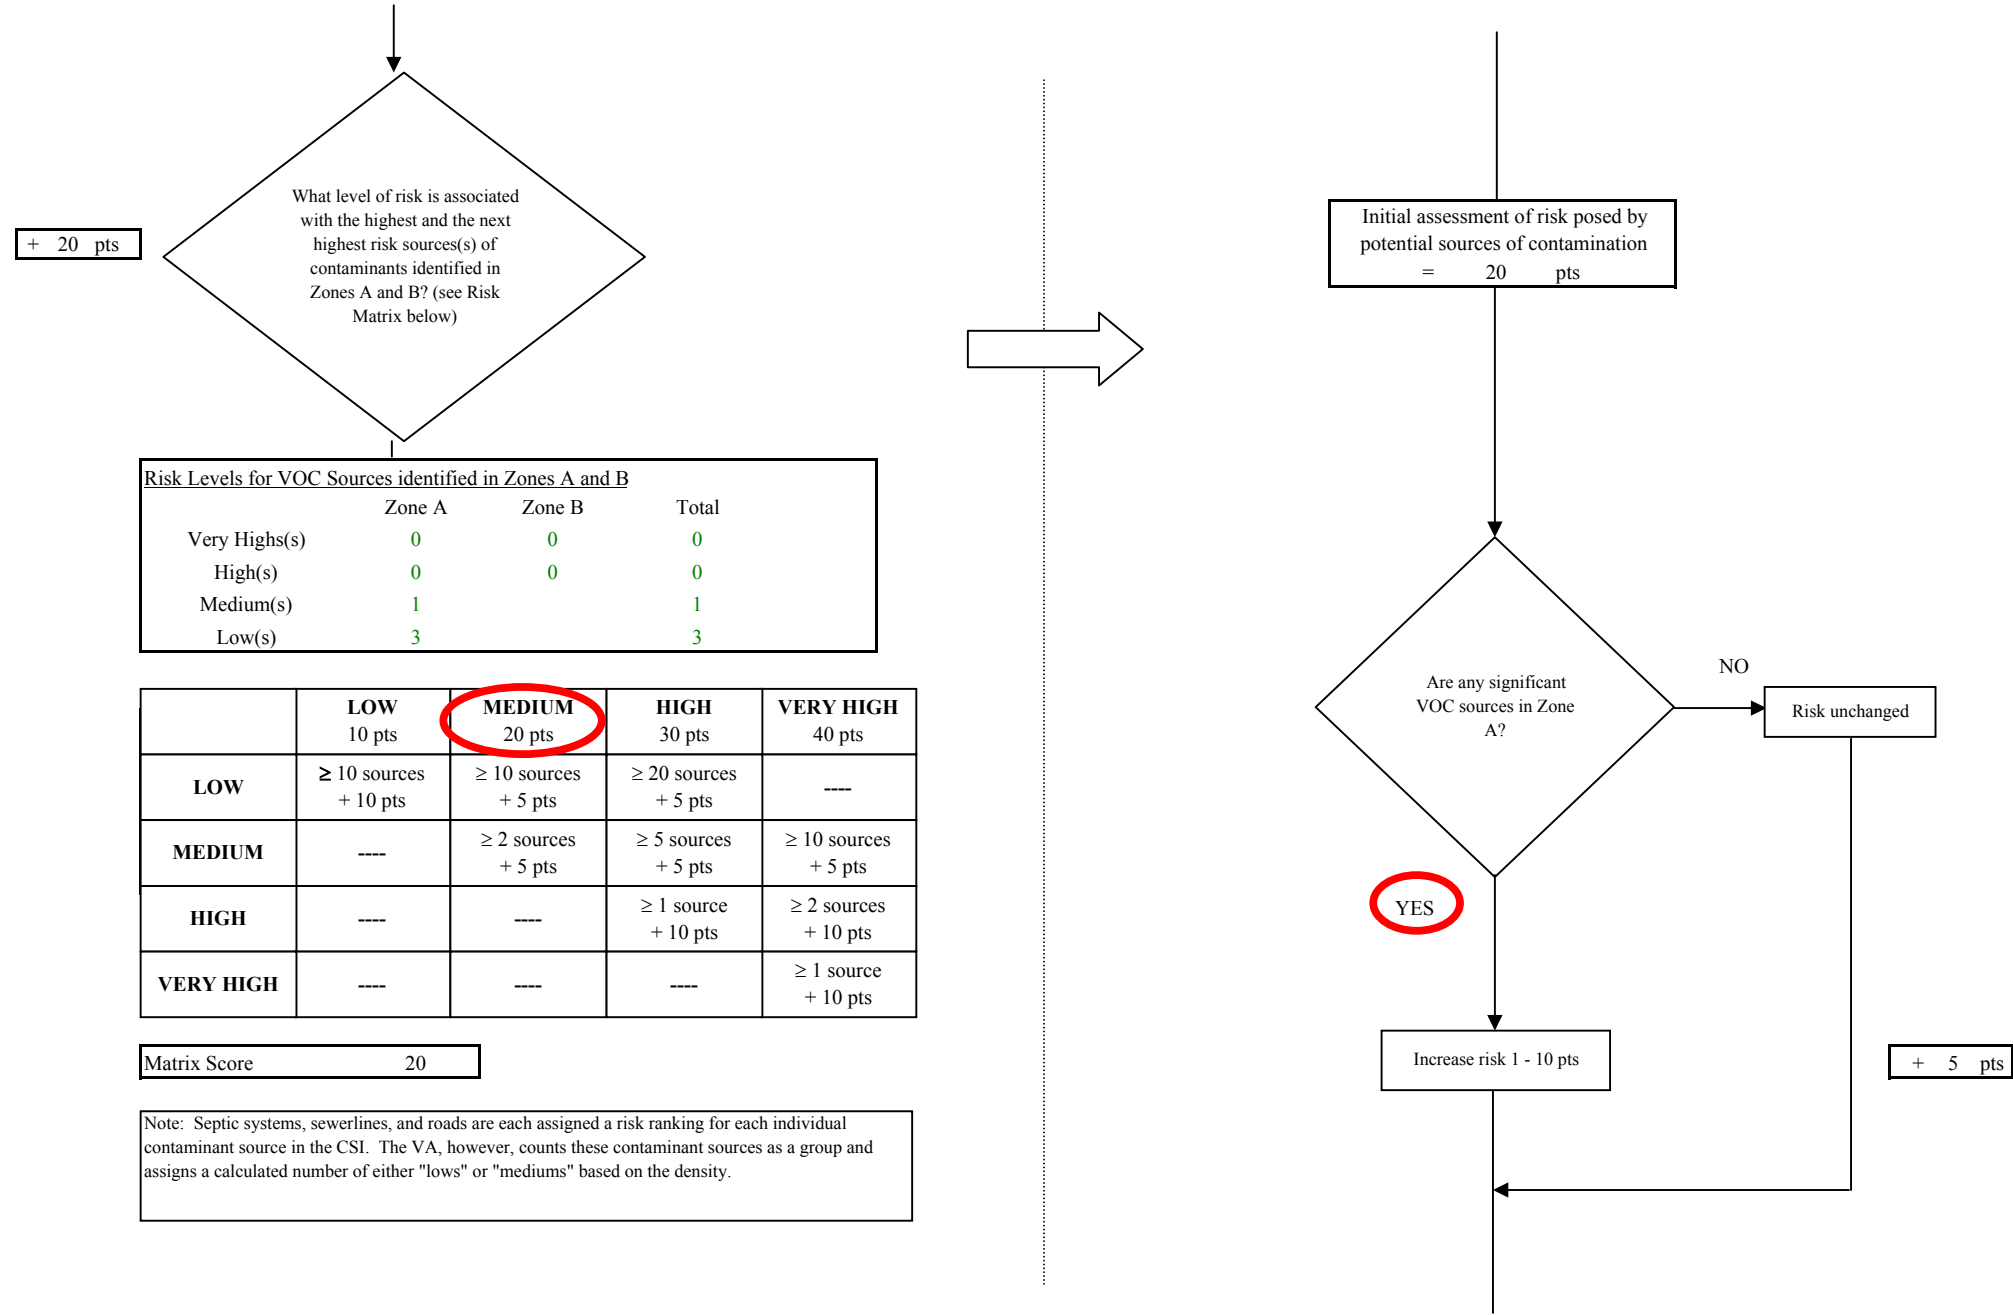 What level of risk is associated
with the highest and the next
highest risk sources(s) of
contaminants identified in
Zones A and B? (see Risk
Matrix below)
+ 20 pts
Risk Levels for VOC Sources identified in Zones A and B
Zone A Zone B Total
Very Highs(s) 0 0 0
High(s) 0 0 0
Medium(s) 1 1
Low(s) 3 3
LOW MEDIUM HIGH VERY HIGH
10 pts 20 pts 30 pts 40 pts
LOW
≥ 10 sources
+ 10 pts
≥ 10 sources
+ 5 pts
≥ 20 sources
+ 5 pts
----
MEDIUM
----
≥ 2 sources
+ 5 pts
≥ 5 sources
+ 5 pts
≥ 10 sources
+ 5 pts
HIGH
----
----
≥ 1 source
+ 10 pts
≥ 2 sources
+ 10 pts
VERY HIGH
----
----
----
≥ 1 source
+ 10 pts
Matrix Score 20
Note: Septic systems, sewerlines, and roads are each assigned a risk ranking for each individual
contaminant source in the CSI. The VA, however, counts these contaminant sources as a group and
assigns a calculated number of either "lows" or "mediums" based on the density.
Initial assessment of risk posed by
potential sources of contamination
= 20 pts
Are any significant
VOC sources in Zone
A?
NO
Risk unchanged
YES
Increase risk 1 - 10 pts
+ 5 pts